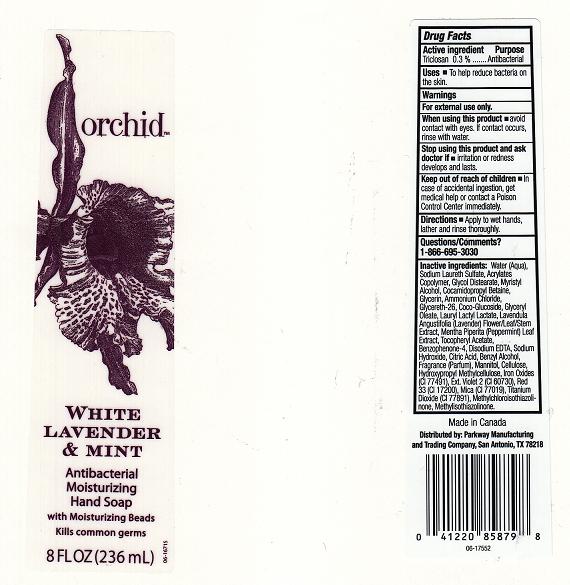 orchid™
WHITE
LAVENDER
& MINT
Antibacterial
Moisturizing
Hand Soap
with Moisturizing Beads
Kills common germs
8 FL OZ (236 mL)
06-16715
Drug Facts
Active ingredient Purpose
Triclosan 0.3 % ....... Antibacterial
Uses ■ To help reduce bacteria on
the skin.
Warnings
For external use only.
When using this product ■ avoid
contact with eyes. If contact occurs,
rinse with water.
Stop using this product and ask
doctor if ■ irritation or redness
develops and lasts.
Keep out of reach of children ■ In
case of accidental ingestion, get
medical help or contact a Poison
Control Center immediately.
Directions ■ Apply to wet hands,
lather and rinse thoroughly.
Questions/Comments?
1-866-695-3030
Inactive ingredients: Water (Aqua),
Sodium Laureth Sulfate, Acrylates
Copolymer, Glycol Distearate, Myristyl
Alcohol, Cocamidopropyl Betaine,
Glycerin, Ammonium Chloride,
Glycereth-26, Coco-Glucoside, Glyceryl
Oleate, Lauryl Lactyl Lactate, Lavendula
Angustifolia (Lavender) Flower/Leaf/Stem
Extract, Mentha Piperita (Peppermint) Leaf
Extract, Tocopheryl Acetate,
Benzophenone-4, Disodium EDTA, Sodium
Hydroxide, Citric Acid, Benzyl Alcohol,
Fragrance (Parfum), Mannitol, Cellulose,
Hydroxypropyl Methylcellulose, Iron Oxides
(CI 77491), Ext. Violet 2 (CI 60730), Red
33 (CI 17200), Mica (CI 77019), Titanium
Dioxide (CI 77891), Methylchloroisothiazoli-
none, Methylisothiazolinone.
Made in Canada
Distributed by: Parkway Manufacturing
and Trading Company, San Antonio, TX 78218
0 41220 85879 8
06-17552